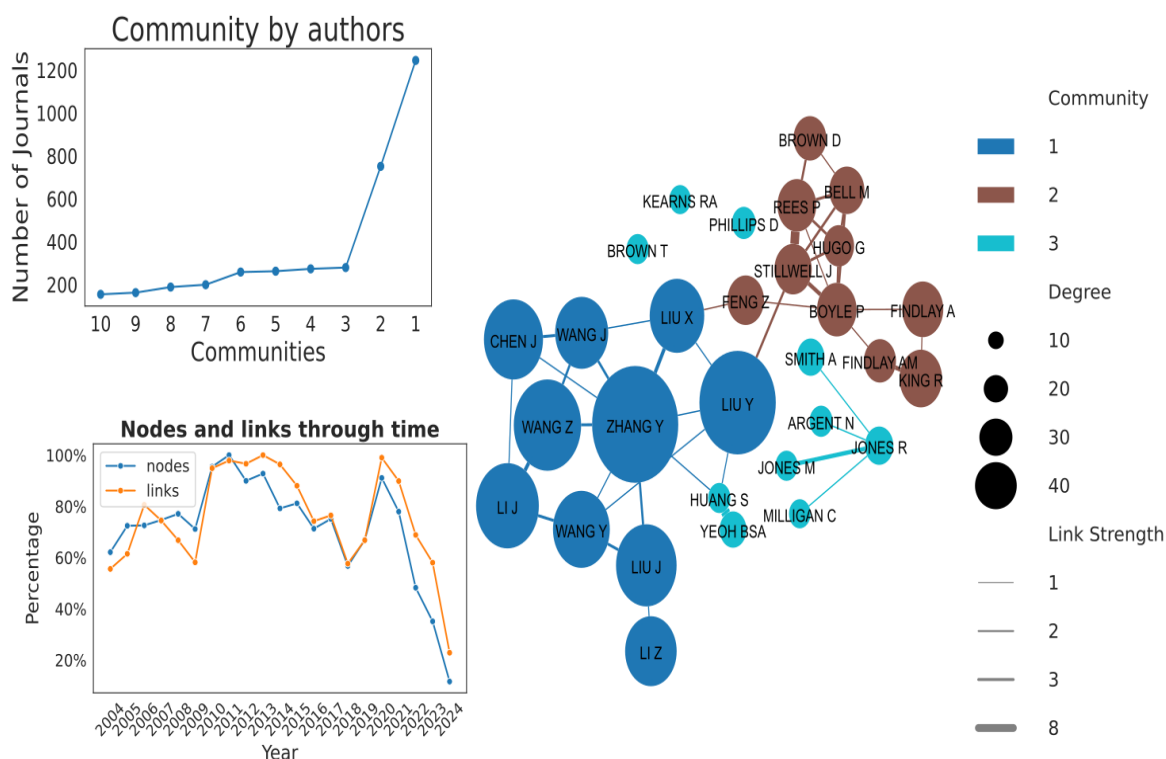 Community by authors
Number of Journals
1200
1000
800
600
400
200
10 9 8 7 6 5 4 3 2 1
Communities
Nodes and links through time
Percentage
100%
80%
60%
40%
20%
nodes
links
2004 2005 2006 2007 2008 2009 2010 2011 2012 2013 2014 2015 2016 2017 2018 2019 2020 2021 2022 2023 2024
Year
BROWN D
BELL M
KEARNS RA
REES P
PHILLIPS D
BROWN T
HUGO G
STILLWELL J
FENG Z
BOYLE P
FINDLAY A
LIU X
WANG J
CHEN J
SMITH A
FINDLAY AM
KING R
LIU Y
ARGENT N
WANG Z
ZHANG Y
JONES R
JONES M
HUANG S
LI J
MILLIGAN C
WANG Y
YEOH BSA
LIU J
LI Z
Community
1
2
3
Degree
10
20
30
40
Link Strength
1
2
3
8